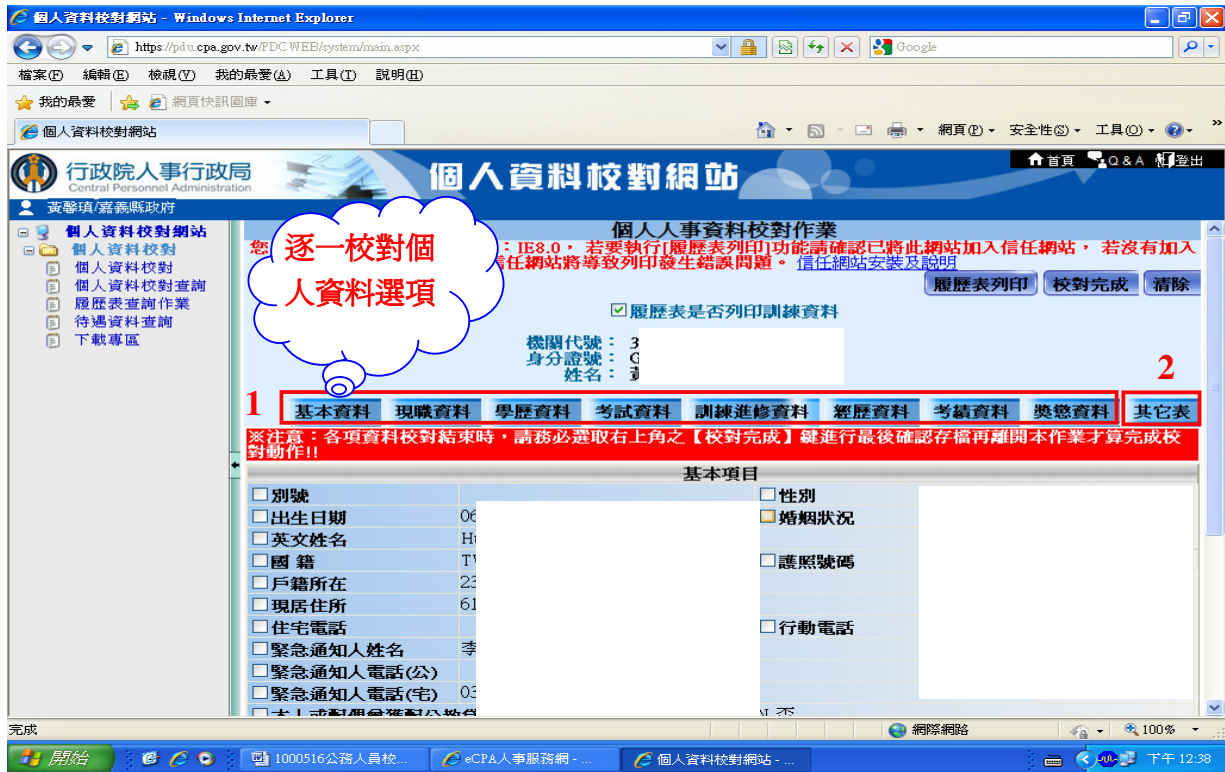 個人資料校對網站 - Windows Internet Explorer
https://pdu.cpa.gov.tw/PDCWEB/system/main.aspx
Google
檔案(F) 編輯(E) 檢視(V) 我的最愛(A) 工具(T) 說明(H)
我的最愛 網頁快訊圖庫
個人資料校對網站
網頁(P) 安全性(S) 工具(O)
行政院人事行政局
Central Personnel Administration
個人資料校對網站
首頁 Q & A 登出
黃馨瑱/嘉義縣政府
個人資料校對網站
個人資料校對
個人資料校對
個人資料校對查詢
履歷表查詢作業
待遇資料查詢
下載專區
逐一校對個
人資料選項
個人人事資料校對作業
您
：IE8.0， 若要執行[履歷表列印]功能請確認已將此網站加入信任網站， 若沒有加入
信任網站將導致列印發生錯誤問題。 信任網站安裝及說明
履歷表列印 校對完成 清除
履歷表是否列印訓練資料
機關代號： 3
身分證號： G
姓名： 黃
1
2
基本資料 現職資料 學歷資料 考試資料 訓練進修資料 經歷資料 考績資料 獎懲資料 其它表
※注意：各項資料校對結束時，請務必選取右上角之【校對完成】鍵進行最後確認存檔再離開本作業才算完成校
對動作!!
基本項目
別號 性別
出生日期 06 婚姻狀況
英文姓名 Hu
國 籍 TW 護照號碼
戶籍所在 23
現居住所 61
住宅電話 行動電話
緊急通知人姓名 李
緊急通知人電話(公)
緊急通知人電話(宅) 03
完成
網際網路
100%
開始
1000516公務人員校...
eCPA人事服務網 - ...
個人資料校對網站 - ...
下午 12:38